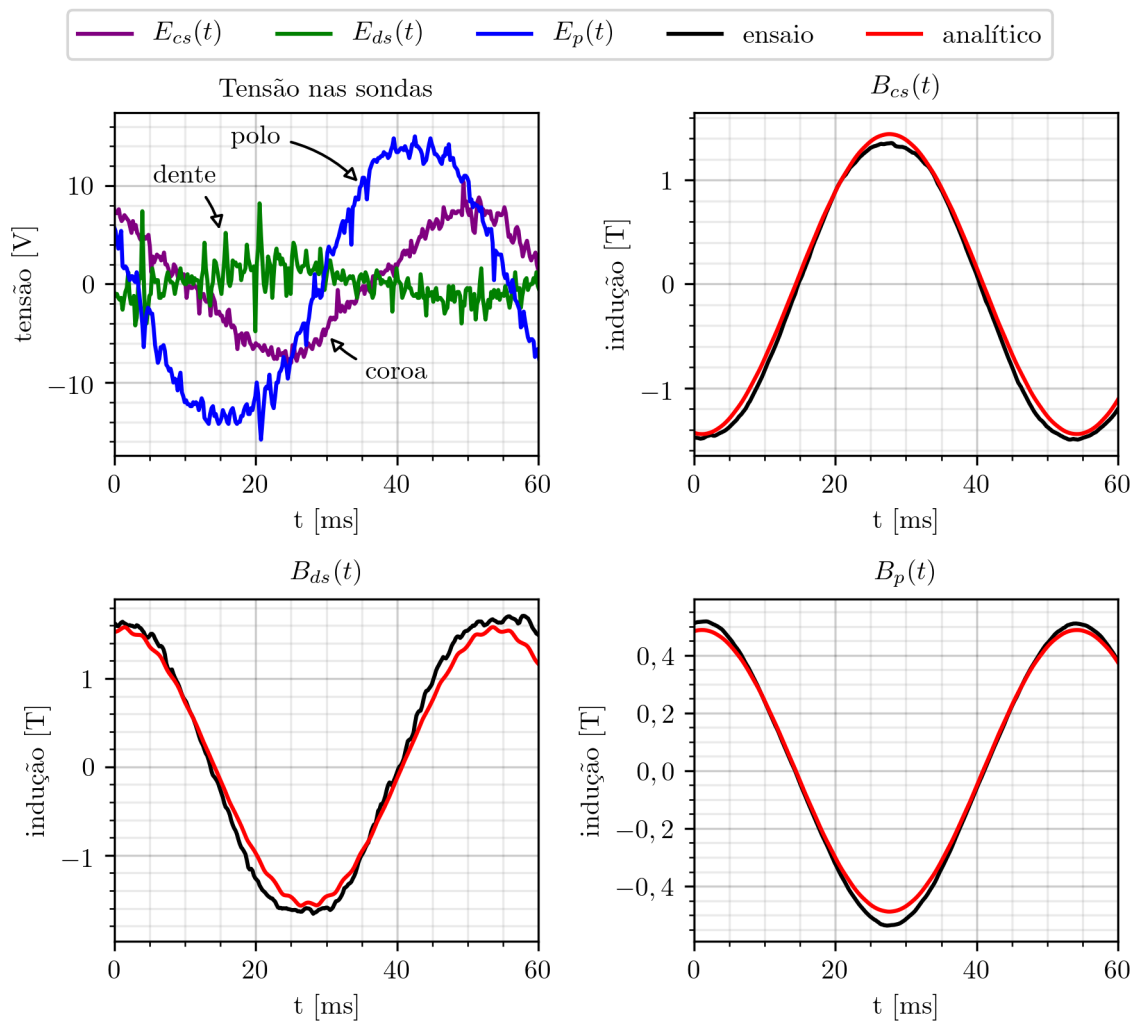 E_cs(t) E_ds(t) E_p(t) ensaio analítico
Tensão nas sondas
polo
dente
coroa
tensão [V]
10
0
−10
0 20 40 60
t [ms]
B_cs(t)
indução [T]
1
0
−1
0 20 40 60
t [ms]
B_ds(t)
indução [T]
1
0
−1
0 20 40 60
t [ms]
B_p(t)
indução [T]
0,4
0,2
0,0
−0,2
−0,4
0 20 40 60
t [ms]